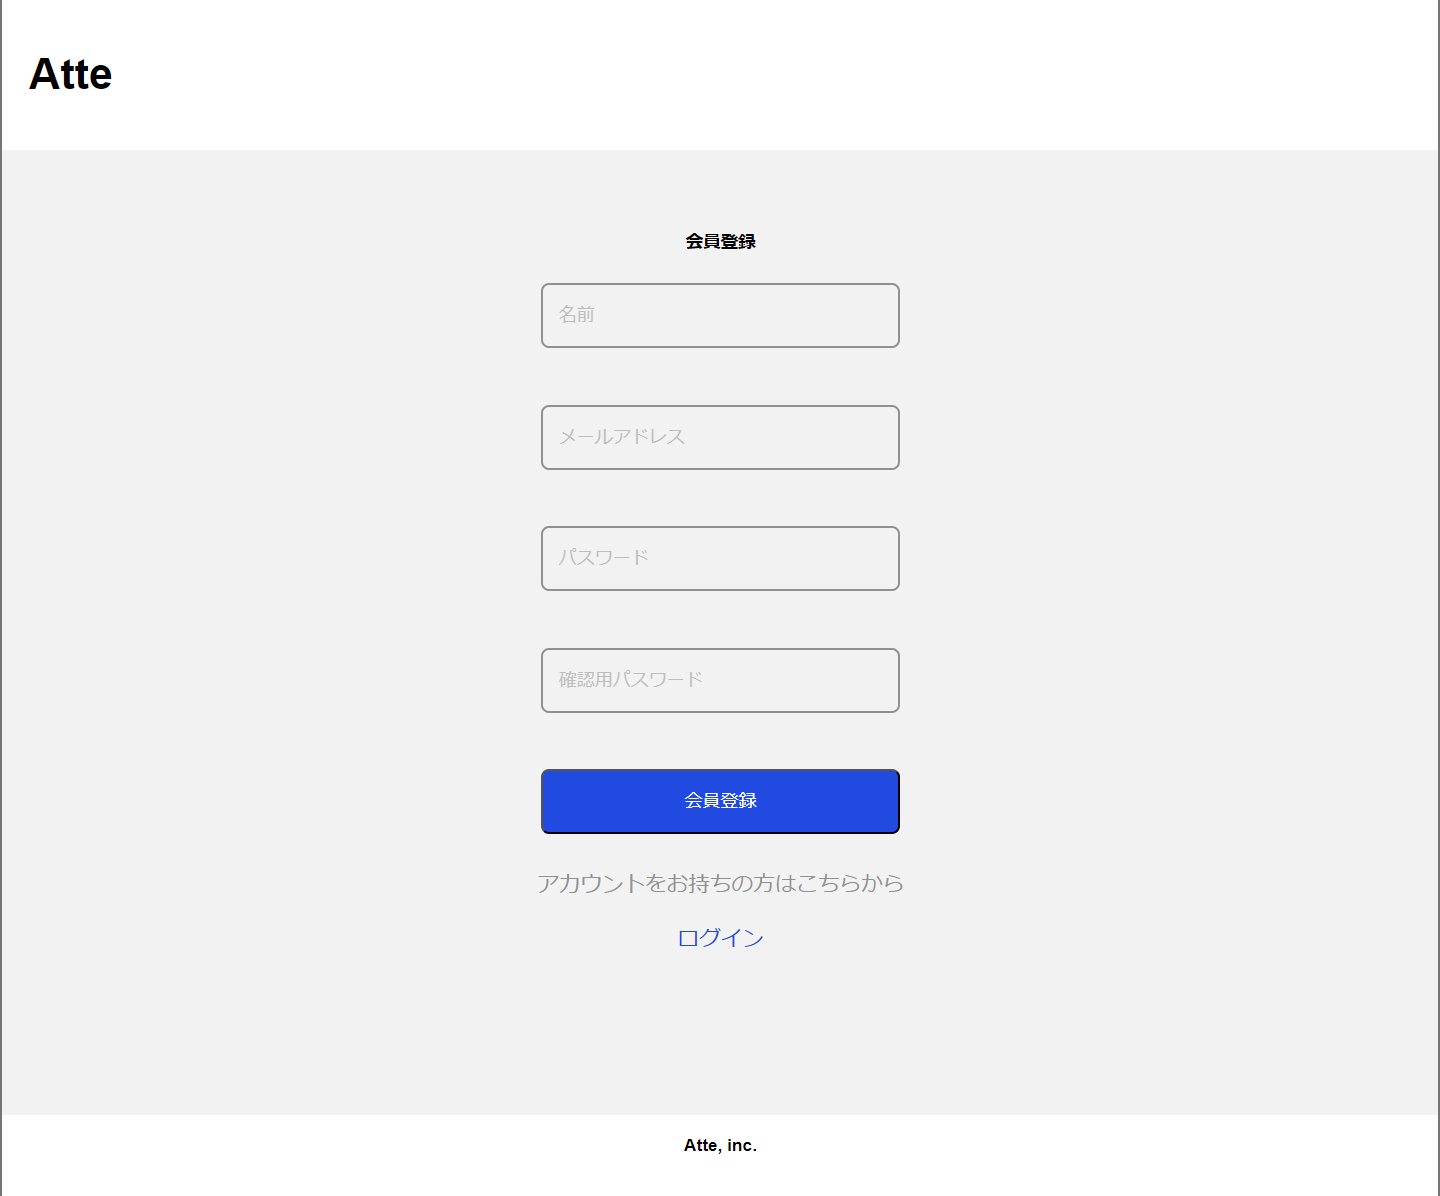 Atte
会員登録
名前
メールアドレス
パスワード
確認用パスワード
会員登録
アカウントをお持ちの方はこちらから
ログイン
Atte, inc.